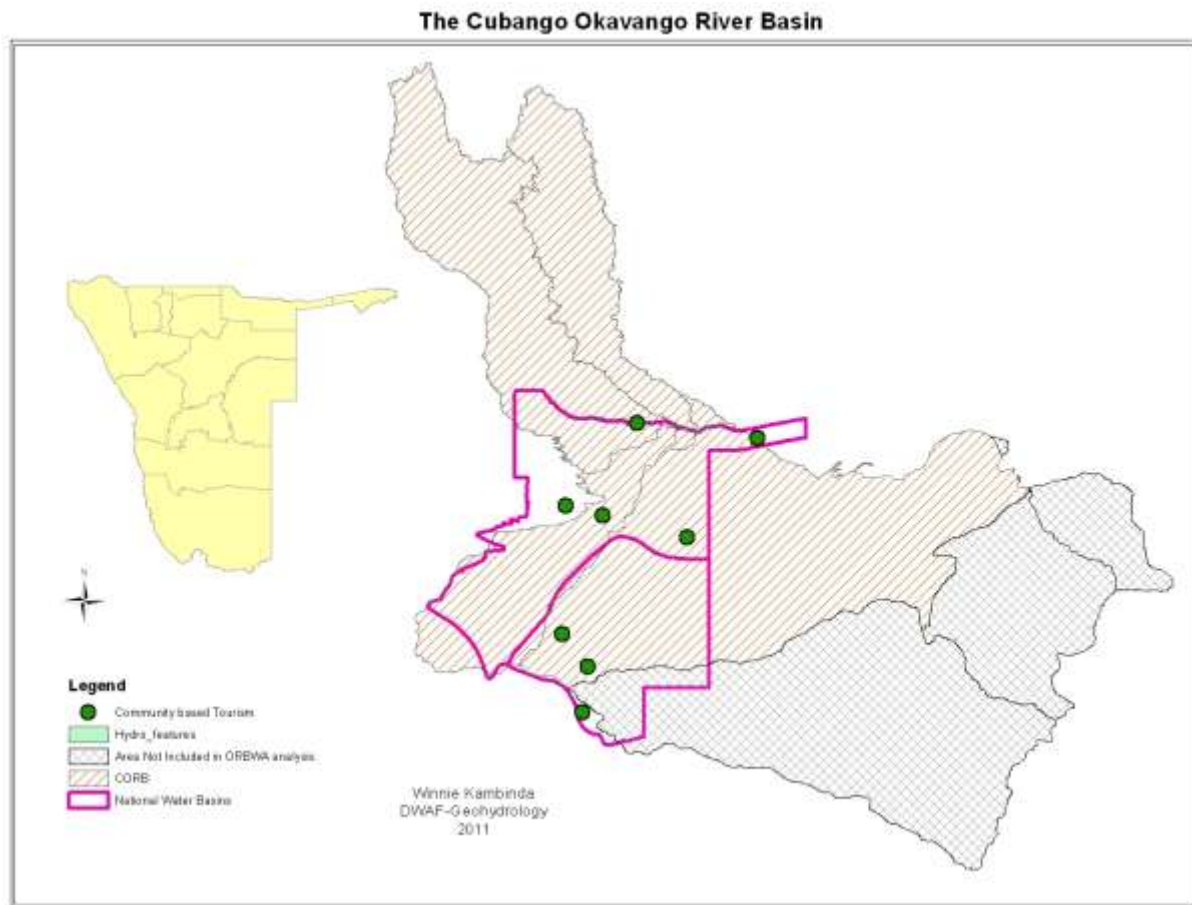 The Cubango Okavango River Basin
N
Legend
Community based Tourism
Hydro_features
Area Not Included in ORBWA analysis
CORB
National Water Basins
Winnie Kambinda
DWAF-Geohydrology
2011